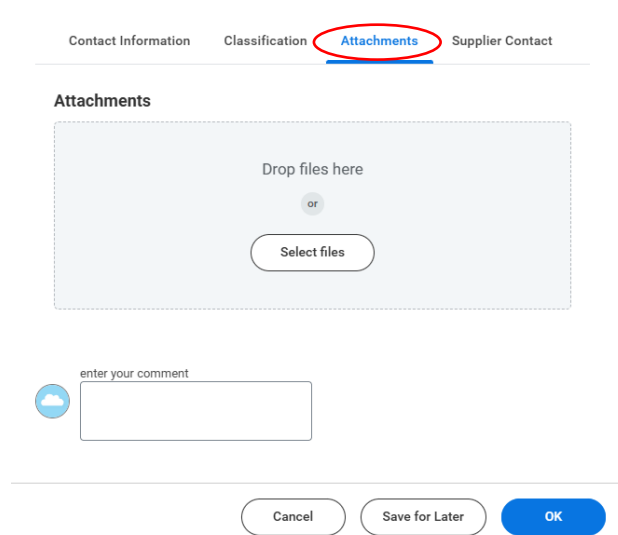 Contact Information Classification Attachments Supplier Contact
Attachments
Drop files here
or
Select files
enter your comment
Cancel Save for Later OK